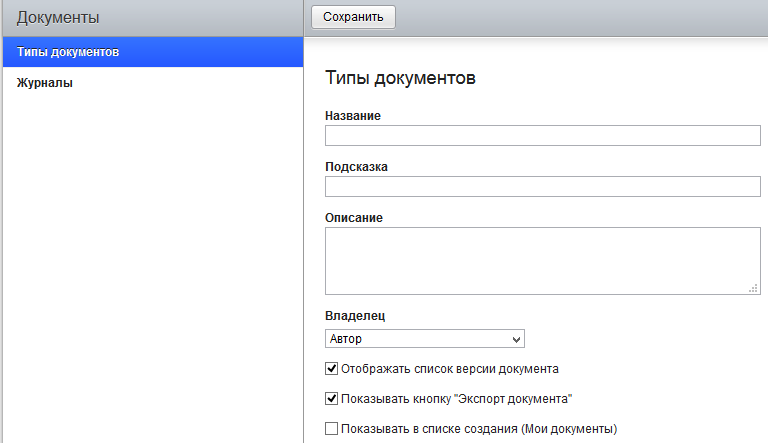 Документы
Сохранить
Типы документов
Журналы
Типы документов
Название
Подсказка
Описание
Владелец
Автор
Отображать список версии документа
Показывать кнопку "Экспорт документа"
Показывать в списке создания (Мои документы)